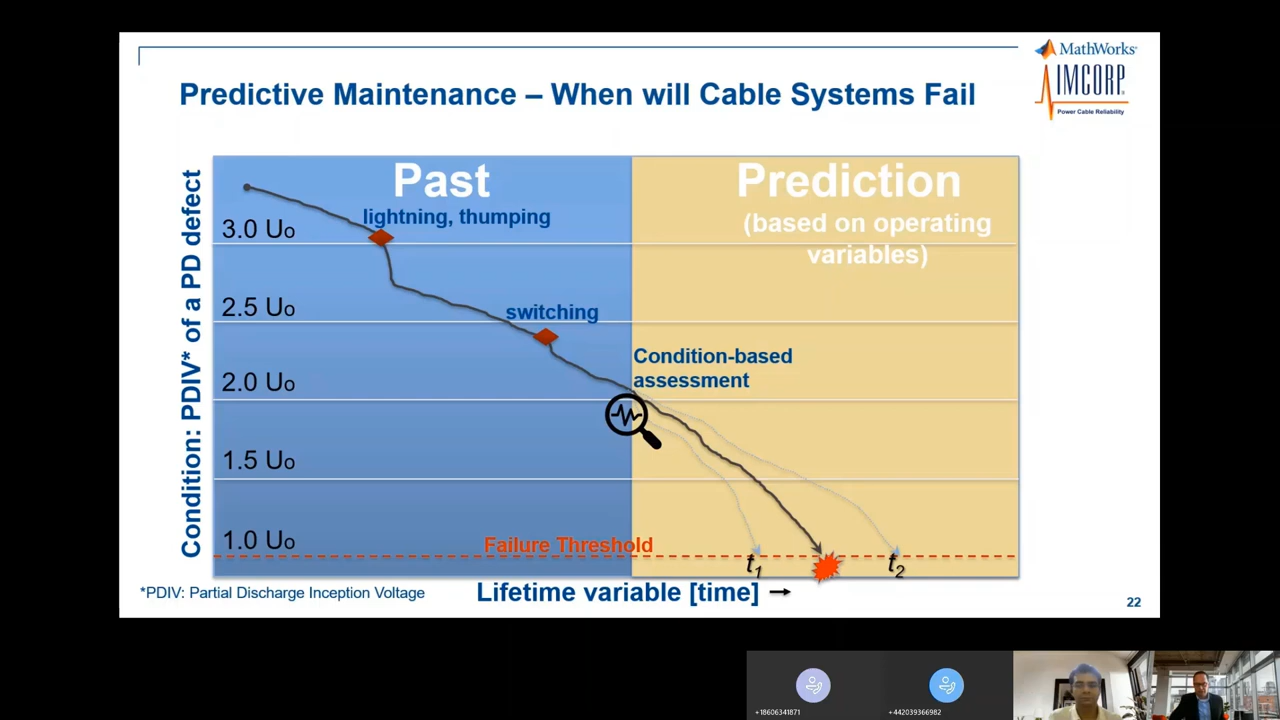 MathWorks®
IMCORP®
Power Cable Reliability
Predictive Maintenance – When will Cable Systems Fail
Condition: PDIV* of a PD defect
Past
Prediction
(based on operating
variables)
lightning, thumping
3.0 Uo
2.5 Uo
switching
Condition-based
assessment
2.0 Uo
1.5 Uo
1.0 Uo
Failure Threshold
t1
t2
*PDIV: Partial Discharge Inception Voltage
Lifetime variable [time] →
22
+18606341871
+442039366982